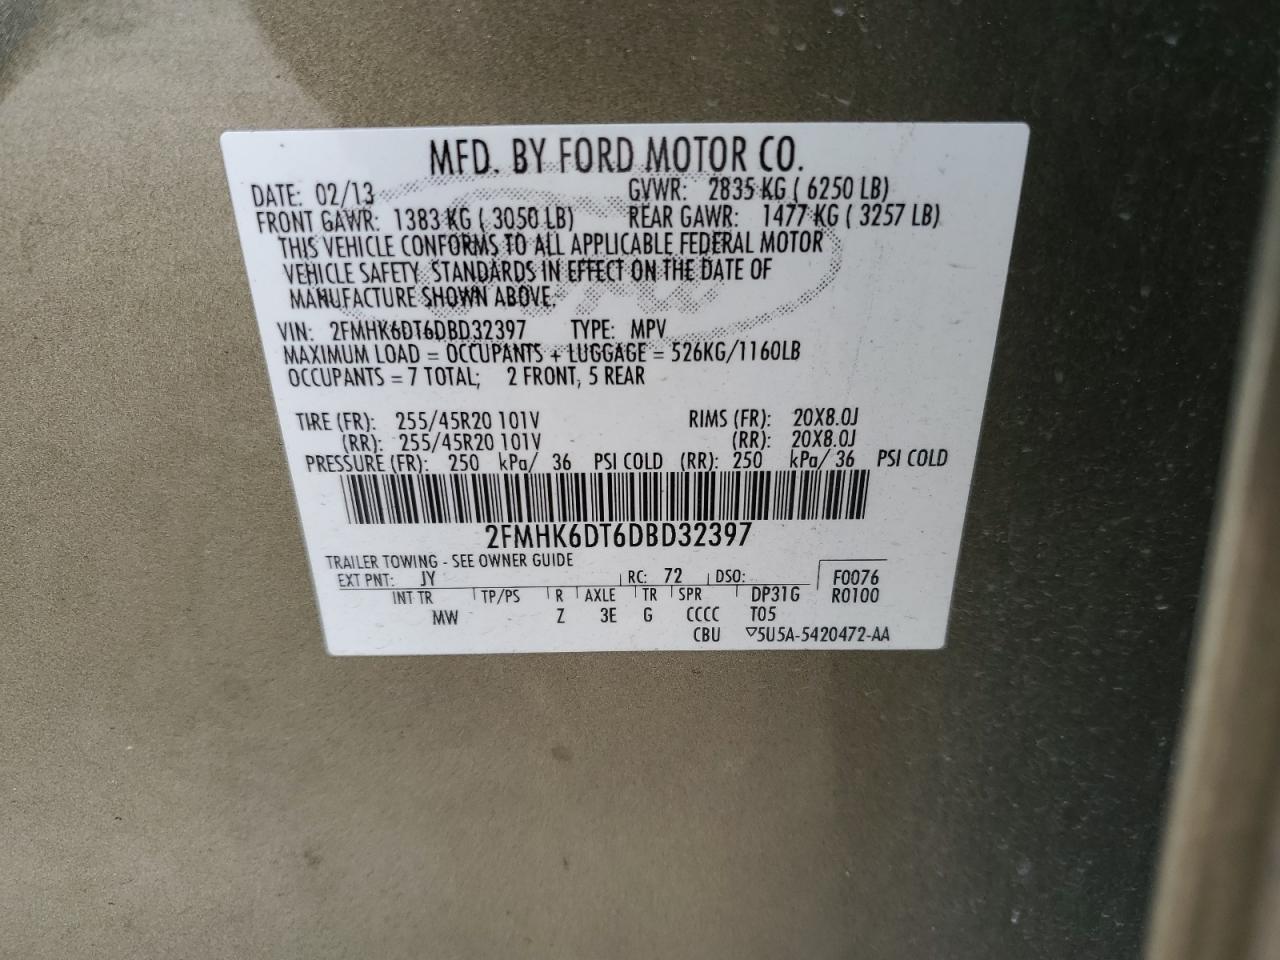 MFD. BY FORD MOTOR CO.
DATE: 02/13 GVWR: 2835 KG ( 6250 LB)
FRONT GAWR: 1383 KG ( 3050 LB) REAR GAWR: 1477 KG ( 3257 LB)
THIS VEHICLE CONFORMS TO ALL APPLICABLE FEDERAL MOTOR
VEHICLE SAFETY STANDARDS IN EFFECT ON THE DATE OF
MANUFACTURE SHOWN ABOVE.
VIN: 2FMHK6DT6DBD32397 TYPE: MPV
MAXIMUM LOAD = OCCUPANTS + LUGGAGE = 526KG/1160LB
OCCUPANTS = 7 TOTAL; 2 FRONT, 5 REAR
TIRE (FR): 255/45R20 101V RIMS (FR): 20X8.0J
(RR): 255/45R20 101V (RR): 20X8.0J
PRESSURE (FR): 250 kPa/ 36 PSI COLD (RR): 250 kPa/ 36 PSI COLD
2FMHK6DT6DBD32397
TRAILER TOWING - SEE OWNER GUIDE
EXT PNT: JY RC: 72 DSO: F0076
INT TR TP/PS R AXLE TR SPR DP31G R0100
MW Z 3E G CCCC T05
CBU ▽5U5A-5420472-AA